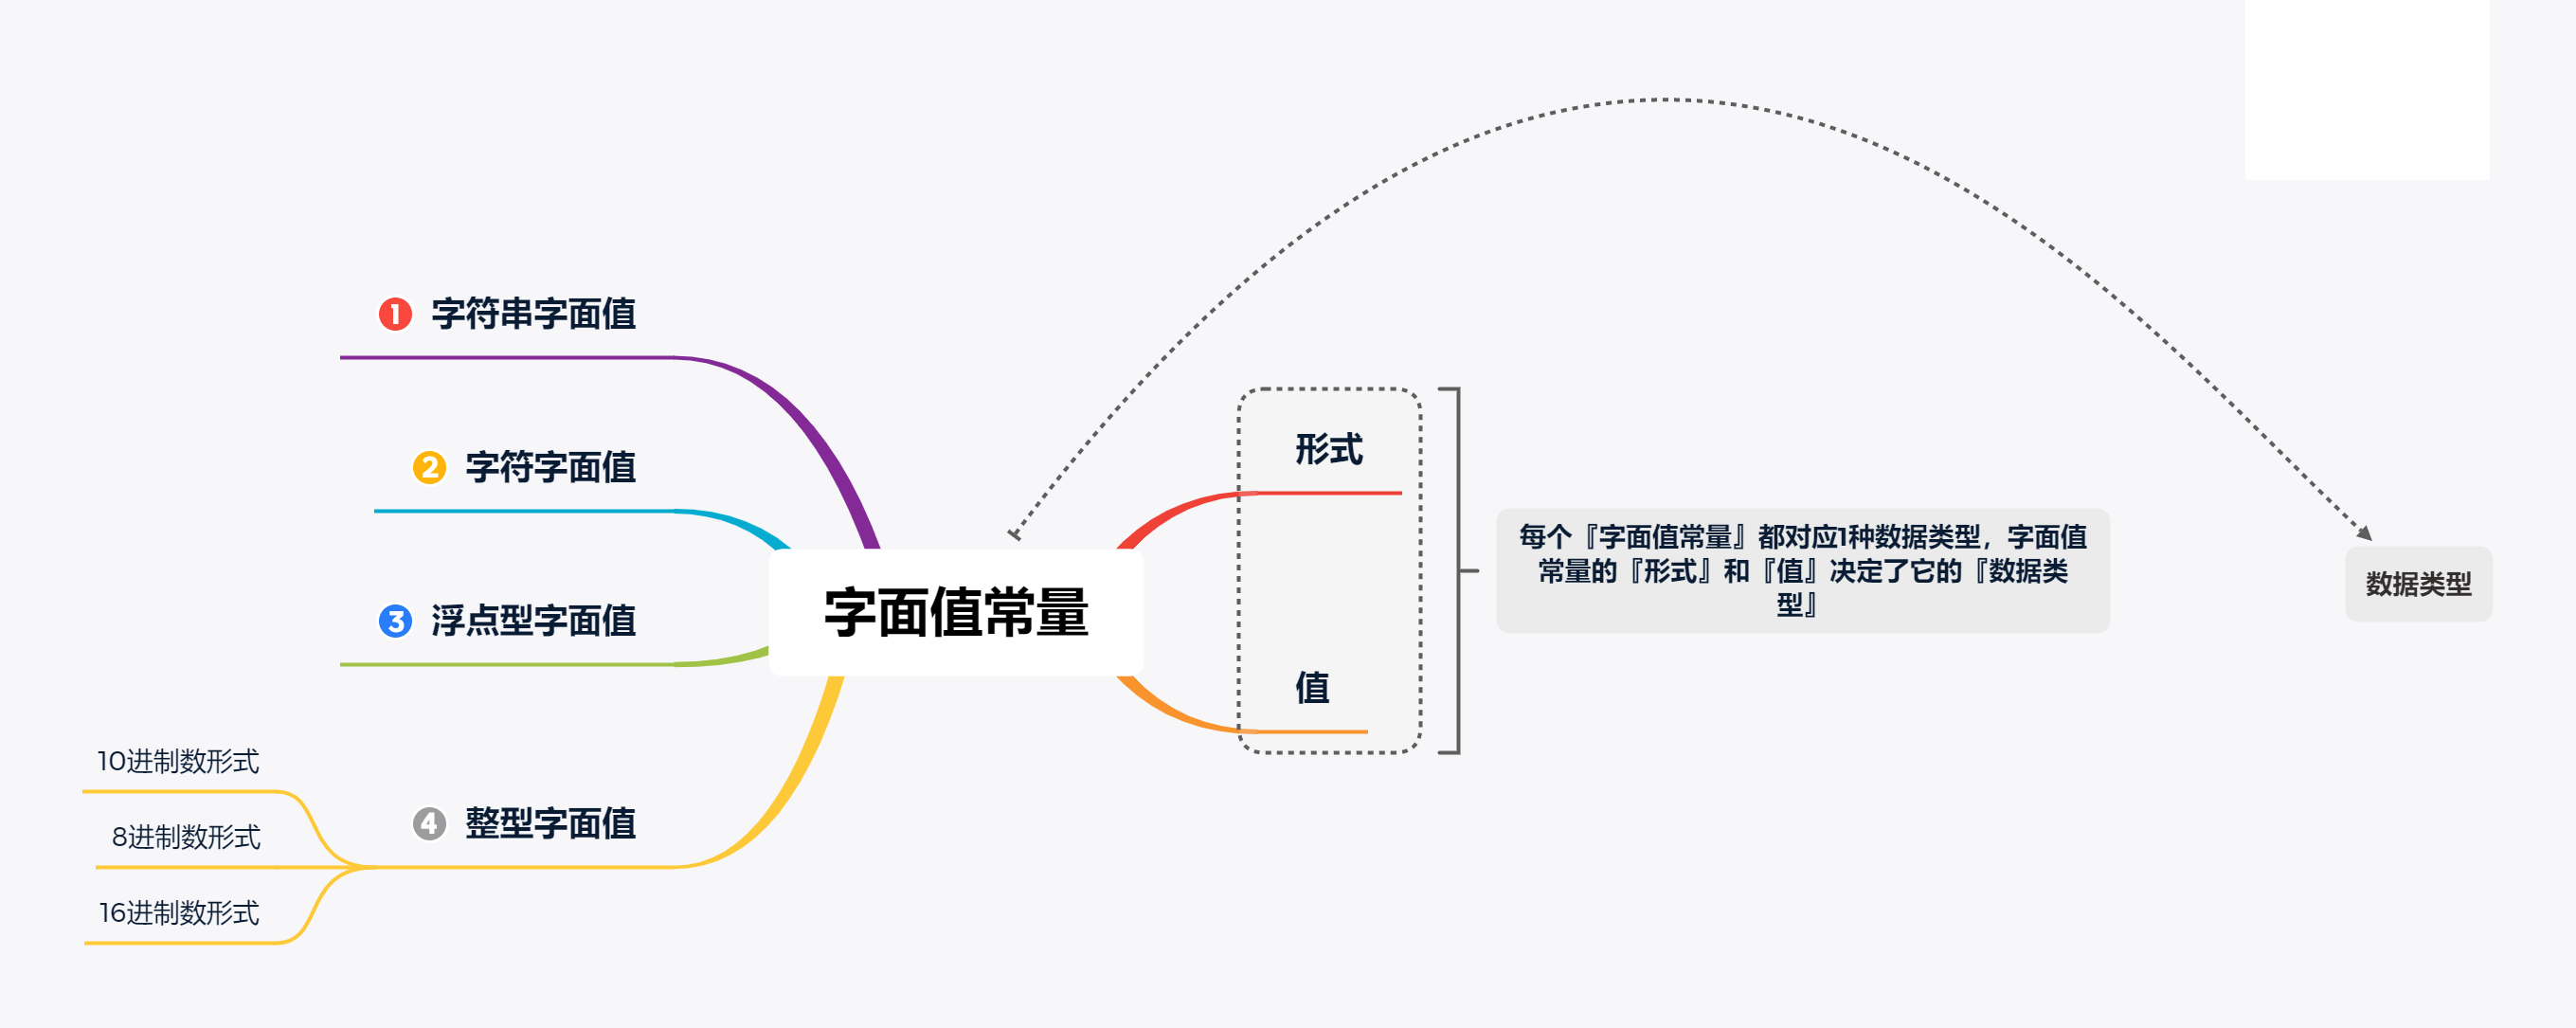 1 字符串字面值
2 字符字面值
3 浮点型字面值
4 整型字面值
10进制数形式
8进制数形式
16进制数形式
字面值常量
形式
值
每个『字面值常量』都对应1种数据类型，字面值
常量的『形式』和『值』决定了它的『数据类
型』
数据类型